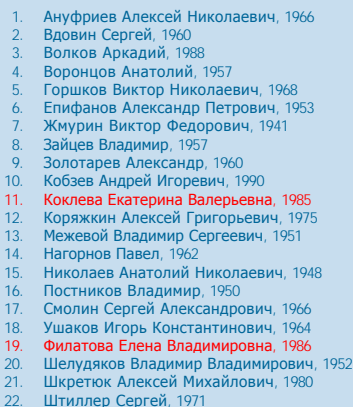 1. Ануфриев Алексей Николаевич, 1966
2. Вдовин Сергей, 1960
3. Волков Аркадий, 1988
4. Воронцов Анатолий, 1957
5. Горшков Виктор Николаевич, 1968
6. Епифанов Александр Петрович, 1953
7. Жмурин Виктор Федорович, 1941
8. Зайцев Владимир, 1957
9. Золотарев Александр, 1960
10. Кобзев Андрей Игоревич, 1990
11. Коклева Екатерина Валерьевна, 1985
12. Коряжкин Алексей Григорьевич, 1975
13. Межевой Владимир Сергеевич, 1951
14. Нагорнов Павел, 1962
15. Николаев Анатолий Николаевич, 1948
16. Постников Владимир, 1950
17. Смолин Сергей Александрович, 1966
18. Ушаков Игорь Константинович, 1964
19. Филатова Елена Владимировна, 1986
20. Шелудяков Владимир Владимирович, 1952
21. Шкретюк Алексей Михайлович, 1980
22. Штиллер Сергей, 1971